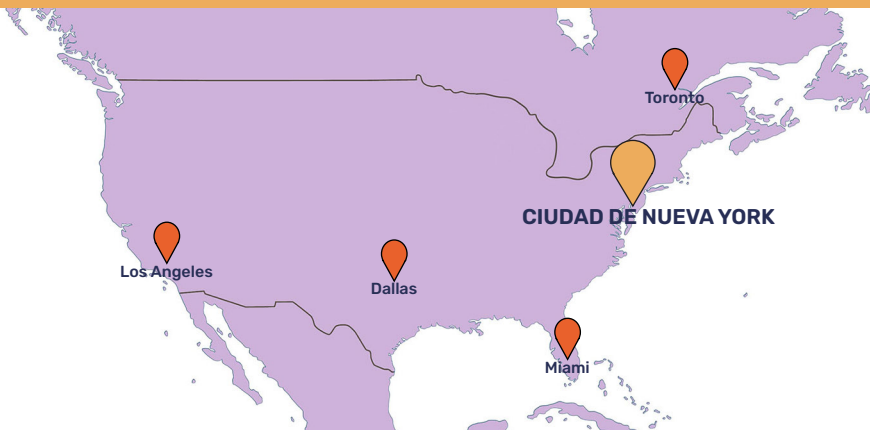 Toronto
CIUDAD DE NUEVA YORK
Los Angeles
Dallas
Miami